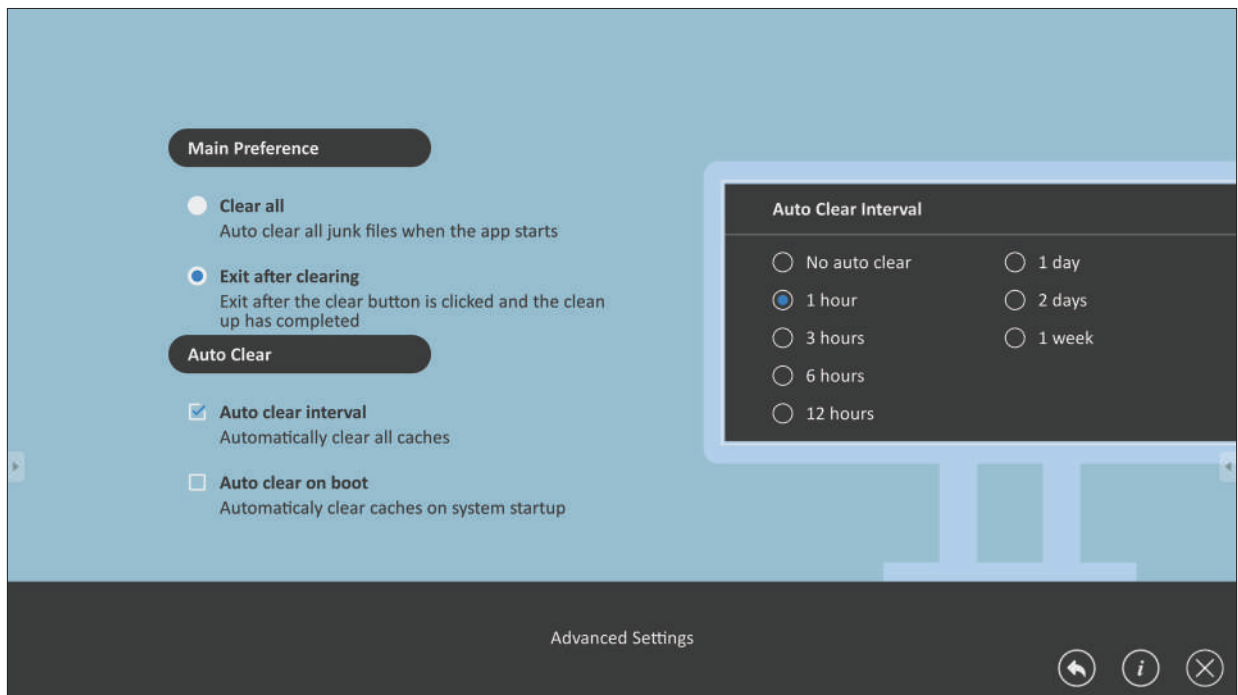 Main Preference
Clear all
Auto clear all junk files when the app starts
Exit after clearing
Exit after the clear button is clicked and the clean
up has completed
Auto Clear
Auto clear interval
Automatically clear all caches
Auto clear on boot
Automaticaly clear caches on system startup
Auto Clear Interval
No auto clear
1 hour
3 hours
6 hours
12 hours
1 day
2 days
1 week
Advanced Settings
i